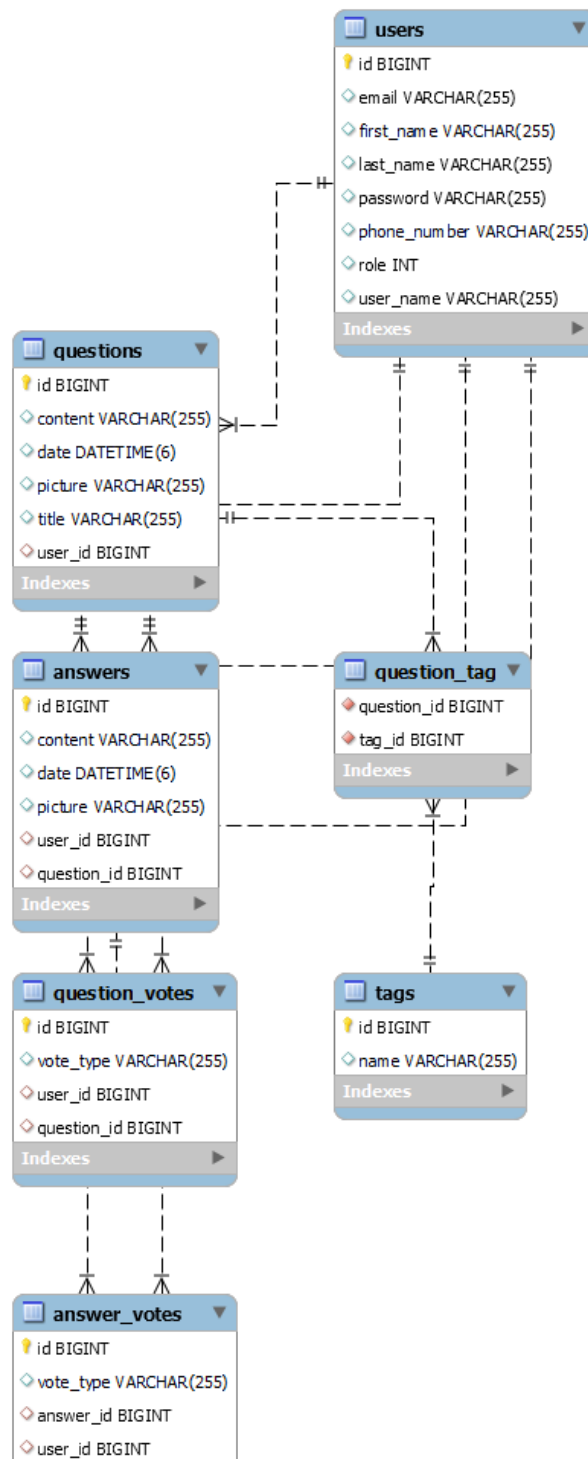 users
id BIGINT
email VARCHAR(255)
first_name VARCHAR(255)
last_name VARCHAR(255)
password VARCHAR(255)
phone_number VARCHAR(255)
role INT
user_name VARCHAR(255)
Indexes
questions
id BIGINT
content VARCHAR(255)
date DATETIME(6)
picture VARCHAR(255)
title VARCHAR(255)
user_id BIGINT
Indexes
answers
id BIGINT
content VARCHAR(255)
date DATETIME(6)
picture VARCHAR(255)
user_id BIGINT
question_id BIGINT
Indexes
question_tag
question_id BIGINT
tag_id BIGINT
Indexes
question_votes
id BIGINT
vote_type VARCHAR(255)
user_id BIGINT
question_id BIGINT
Indexes
tags
id BIGINT
name VARCHAR(255)
Indexes
answer_votes
id BIGINT
vote_type VARCHAR(255)
answer_id BIGINT
user_id BIGINT